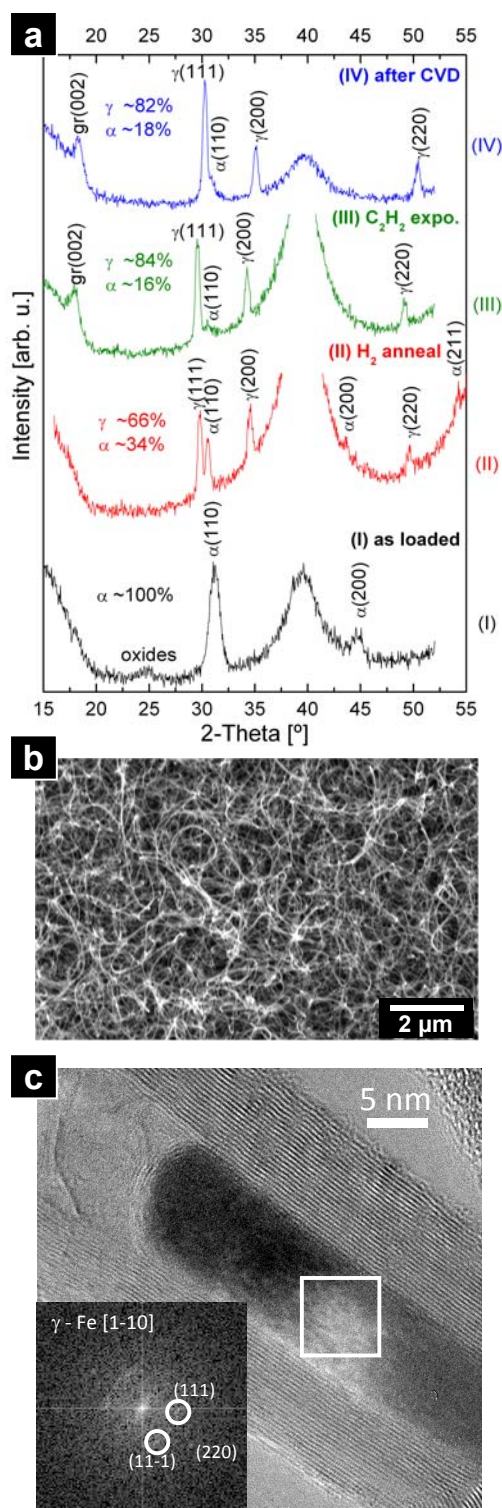 a
15 20 25 30 35 40 45 50 55
(IV) after CVD
γ(111)
gr(002)
γ ~82%
α ~18%
α(110)
γ(200)
γ(220)
(IV)
(III) C₂H₂ expo.
γ(111)
gr(002)
γ ~84%
α ~16%
α(110)
γ(200)
γ(220)
(III)
(II) H₂ anneal
γ(111)
α(110)
γ(200)
γ ~66%
α ~34%
α(200)
γ(220)
α(211)
(II)
(I) as loaded
α(110)
α ~100%
α(200)
oxides
(I)
Intensity [arb. u.]
15 20 25 30 35 40 45 50 55
2-Theta [º]
b
2 µm
c
5 nm
γ - Fe [1-10]
(111)
(11-1)
(220)